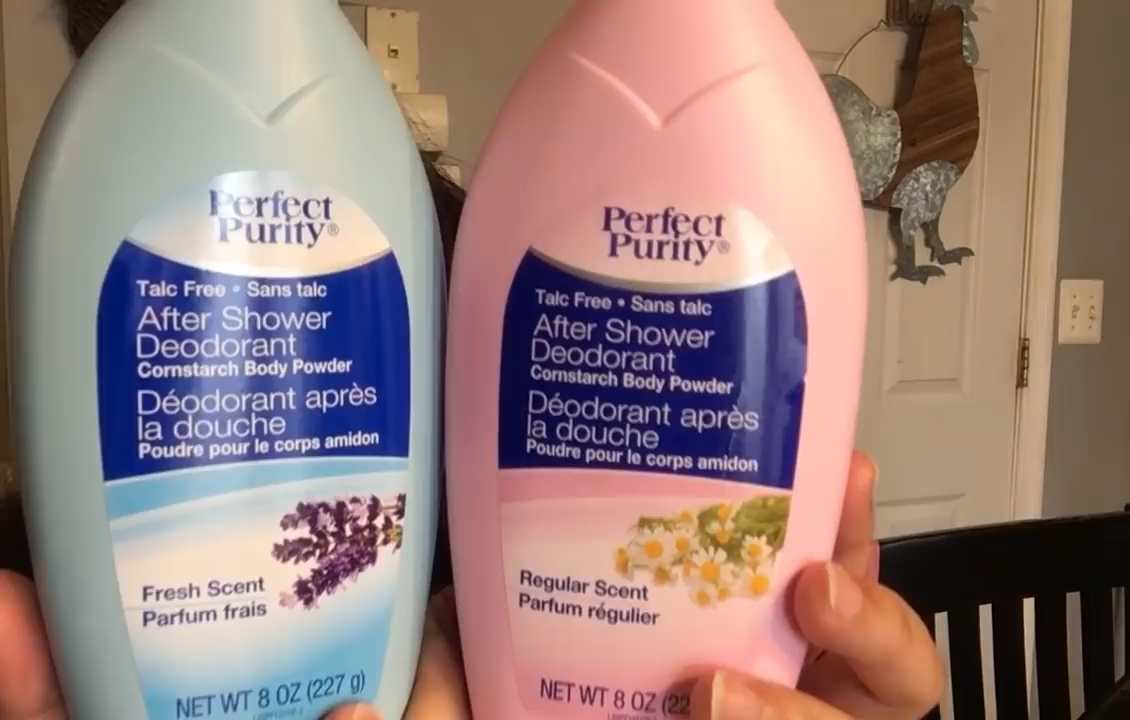 Perfect
Purity®
Talc Free • Sans talc
After Shower
Deodorant
Cornstarch Body Powder
Déodorant après
la douche
Poudre pour le corps amidon
Fresh Scent
Parfum frais
NET WT 8 OZ (227 g)
Perfect
Purity®
Talc Free • Sans talc
After Shower
Deodorant
Cornstarch Body Powder
Déodorant après
la douche
Poudre pour le corps amidon
Regular Scent
Parfum régulier
NET WT 8 OZ (22